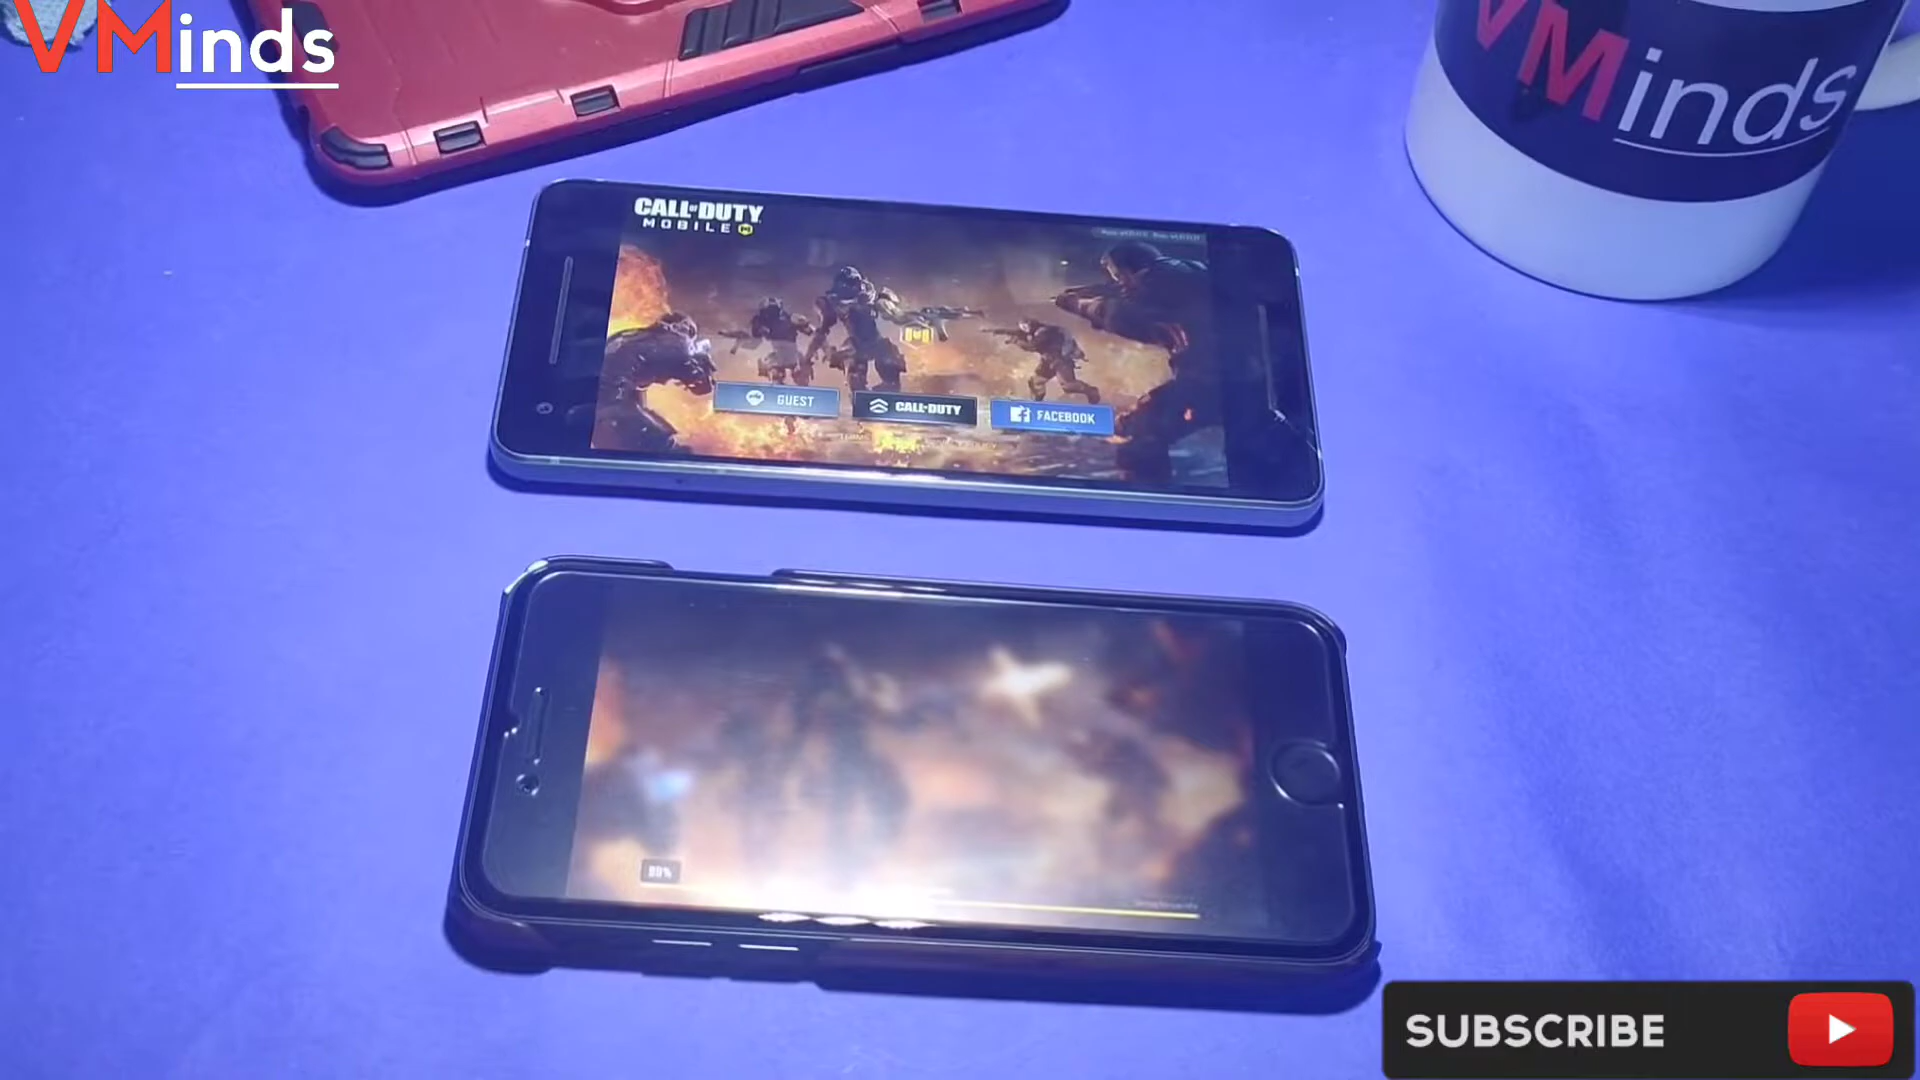 VMinds
VMinds
CALL OF DUTY
MOBILE
GUEST
CALL OF DUTY
FACEBOOK
SUBSCRIBE